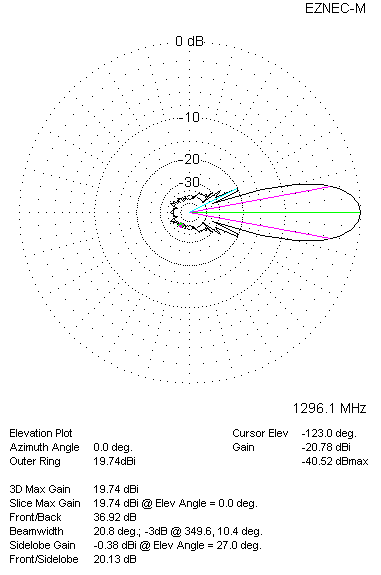 EZNEC-M
0 dB
-10
-20
-30
1296.1 MHz
Elevation Plot Cursor Elev -123.0 deg.
Azimuth Angle 0.0 deg. Gain -20.78 dBi
Outer Ring 19.74dBi -40.52 dBmax
3D Max Gain 19.74 dBi
Slice Max Gain 19.74 dBi @ Elev Angle = 0.0 deg.
Front/Back 36.92 dB
Beamwidth 20.8 deg.; -3dB @ 349.6, 10.4 deg.
Sidelobe Gain -0.38 dBi @ Elev Angle = 27.0 deg.
Front/Sidelobe 20.13 dB